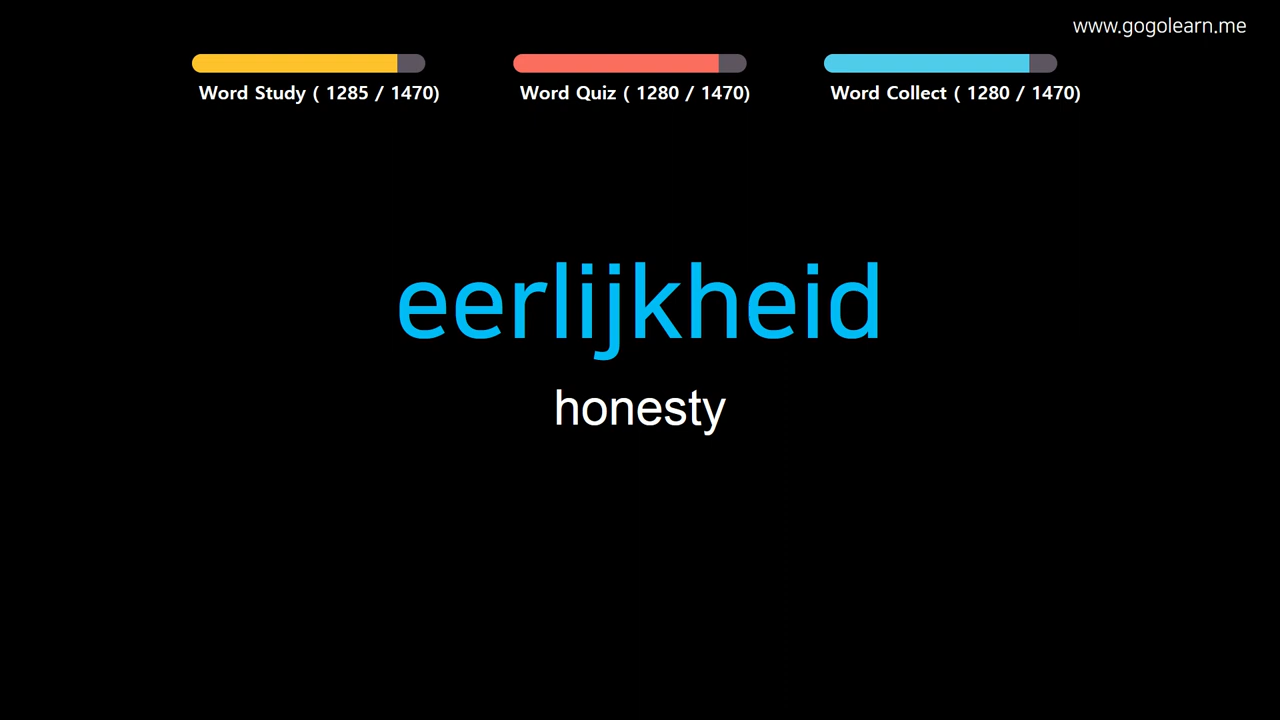 www.gogolearn.me
Word Study ( 1285 / 1470)
Word Quiz ( 1280 / 1470)
Word Collect ( 1280 / 1470)
eerlijkheid
honesty